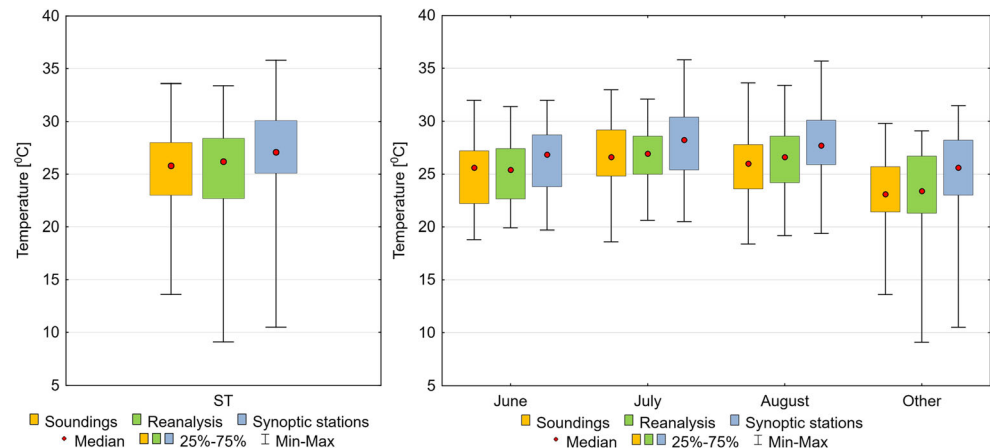 40
35
30
25
20
15
10
5
Temperature [⁰C]
ST
Soundings Reanalysis Synoptic stations
Median 25%-75% Min-Max
40
35
30
25
20
15
10
5
Temperature [⁰C]
June July August Other
Soundings Reanalysis Synoptic stations
Median 25%-75% Min-Max